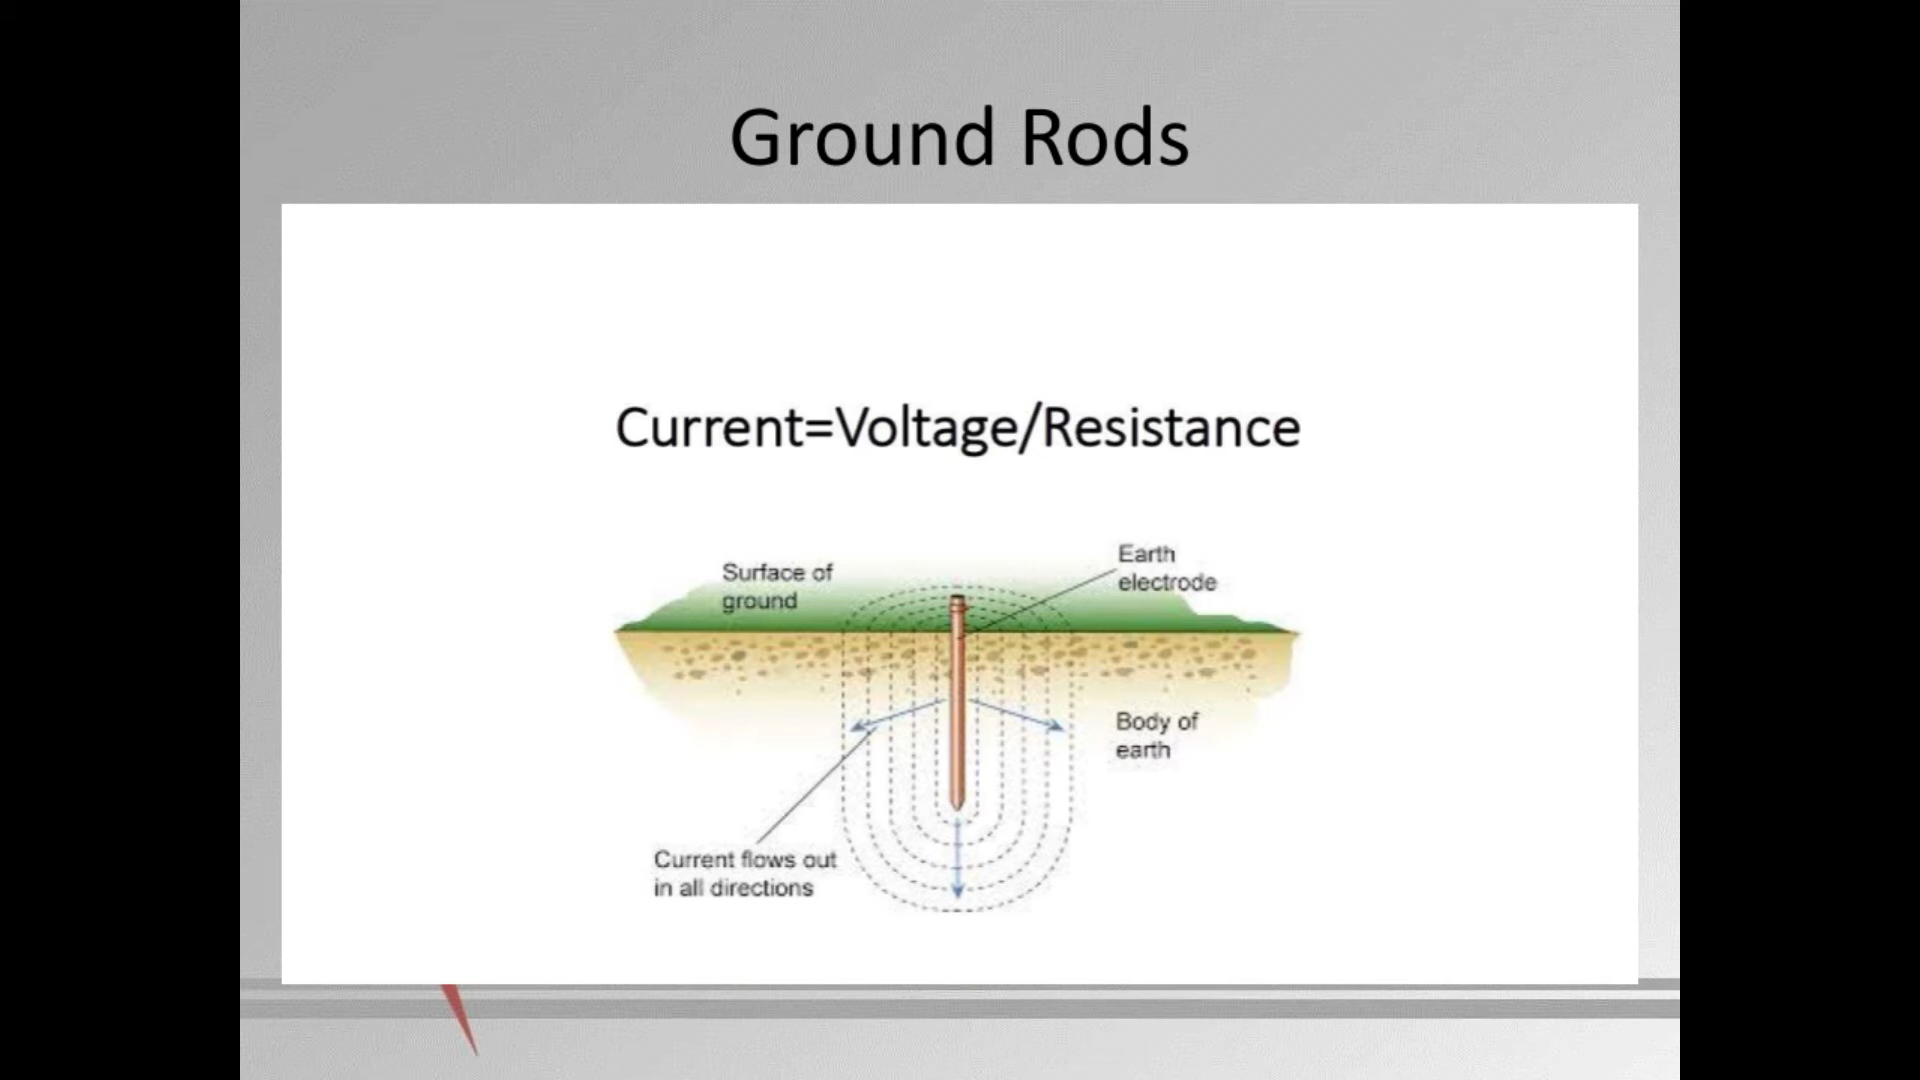 Ground Rods
Current=Voltage/Resistance
Earth
electrode
Surface of
ground
Body of
earth
Current flows out
in all directions